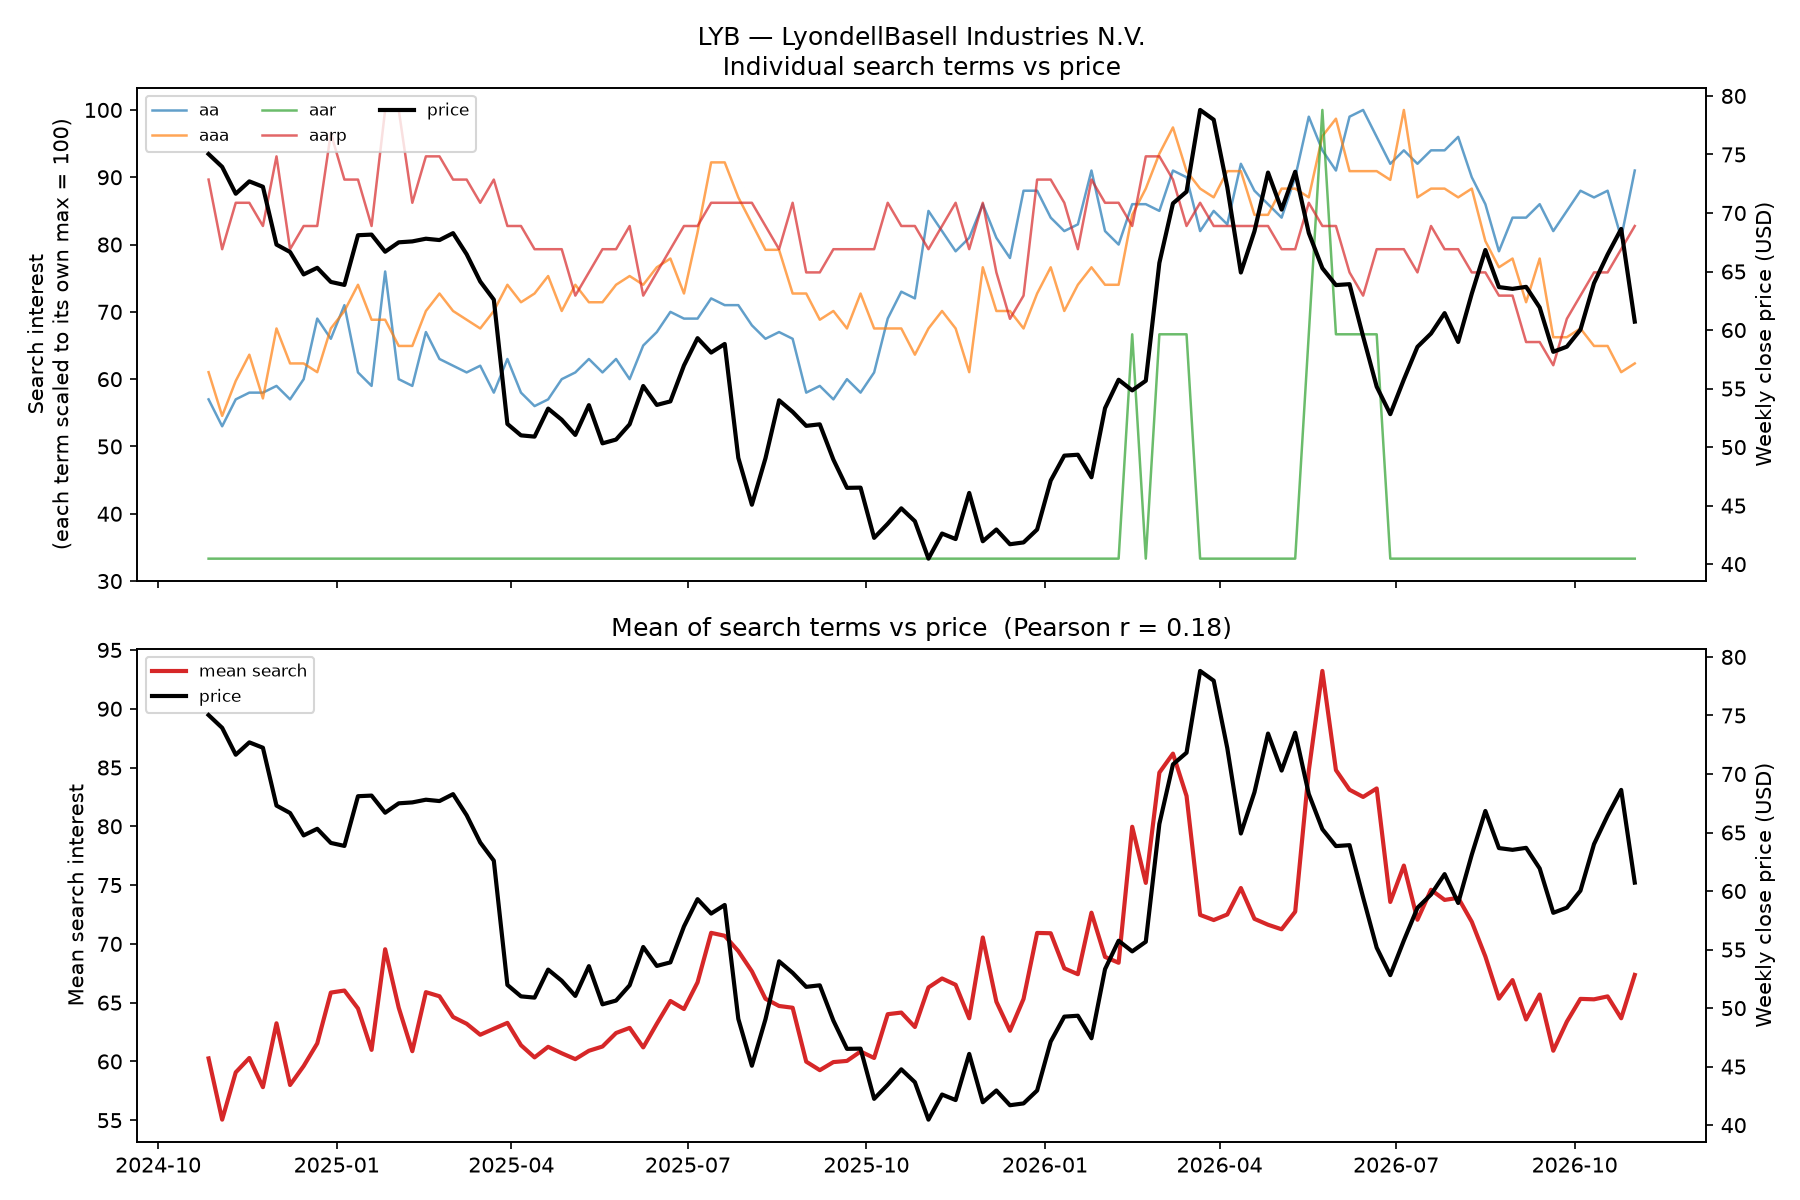 LYB — LyondellBasell Industries N.V.
Individual search terms vs price
aa
aar
price
aaa
aarp
100
90
80
70
60
50
40
30
Search interest
(each term scaled to its own max = 100)
80
75
70
65
60
55
50
45
40
Weekly close price (USD)
Mean of search terms vs price (Pearson r = 0.18)
mean search
price
95
90
85
80
75
70
65
60
55
Mean search interest
80
75
70
65
60
55
50
45
40
Weekly close price (USD)
2024-10
2025-01
2025-04
2025-07
2025-10
2026-01
2026-04
2026-07
2026-10